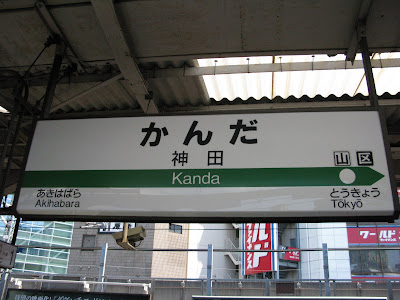 かんだ
神田
山 区
Kanda
あきはばら
Akihabara
とうきょう
Tōkyō
ワールド